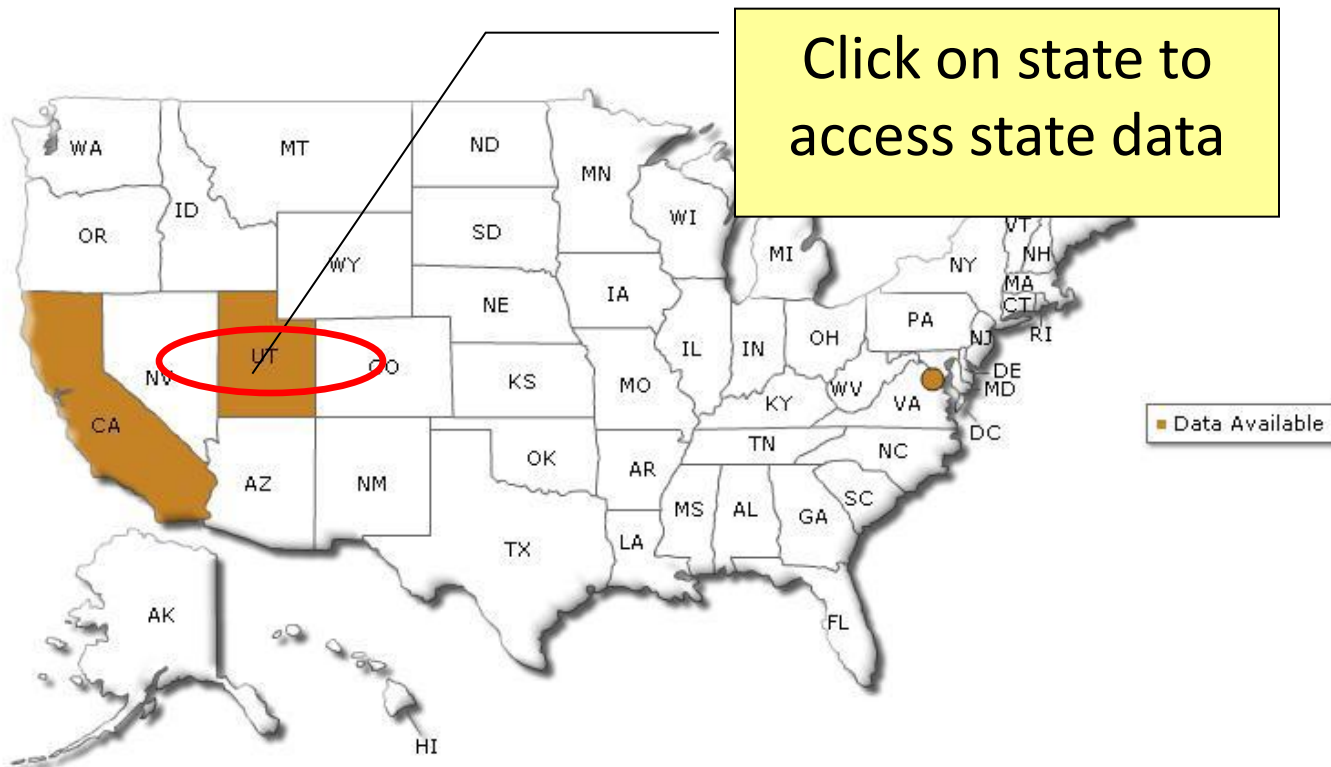 Click on state to
access state data
WA
MT
ND
MN
ID
OR
SD
WI
MI
VT
NH
WY
NY
MA
CT
RI
NE
IA
PA
NJ
IL
IN
OH
UT
NV
CO
KS
MO
WV
VA
DE
MD
DC
KY
CA
Data Available
TN
NC
OK
AR
AZ
NM
MS
AL
GA
SC
TX
LA
FL
AK
HI